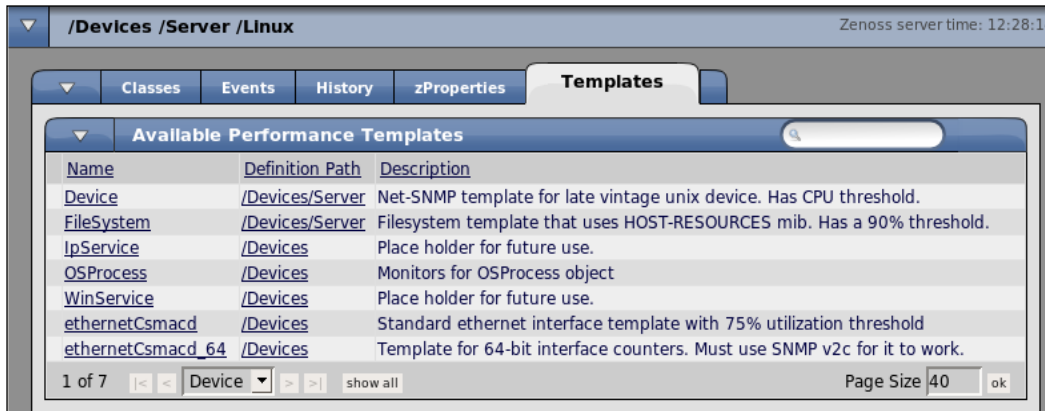 /Devices /Server /Linux Zenoss server time: 12:28:1
Classes Events History zProperties Templates
Available Performance Templates
Name Definition Path Description
Device /Devices/Server Net-SNMP template for late vintage unix device. Has CPU threshold.
FileSystem /Devices/Server Filesystem template that uses HOST-RESOURCES mib. Has a 90% threshold.
IpService /Devices Place holder for future use.
OSProcess /Devices Monitors for OSProcess object
WinService /Devices Place holder for future use.
ethernetCsmacd /Devices Standard ethernet interface template with 75% utilization threshold
ethernetCsmacd_64 /Devices Template for 64-bit interface counters. Must use SNMP v2c for it to work.
1 of 7 |< < Device > >| show all Page Size 40 ok